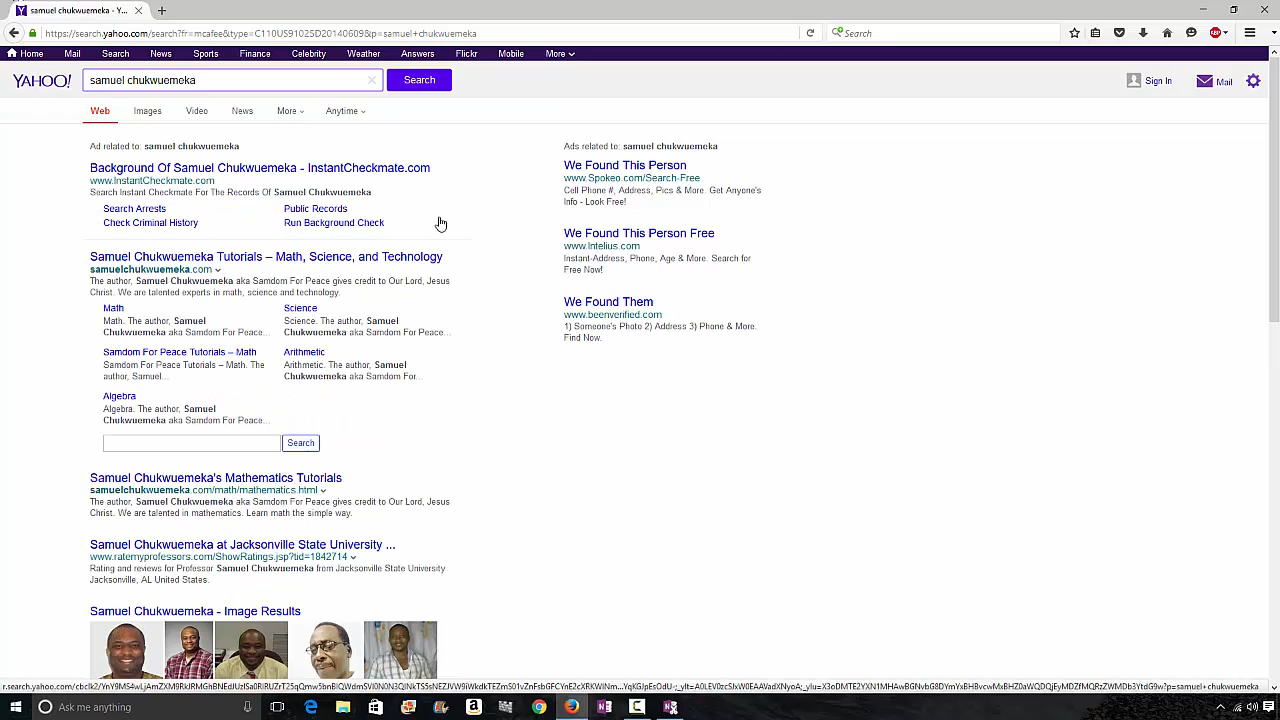 samuel chukwuemeka - Y...
https://search.yahoo.com/search?fr=mcafee&type=C110US91025D20140609&p=samuel+chukwuemeka
Search
Home Mail Search News Sports Finance Celebrity Weather Answers Flickr Mobile More
YAHOO!
samuel chukwuemeka
Search
Sign In
Mail
Web Images Video News More Anytime
Ad related to: samuel chukwuemeka
Background Of Samuel Chukwuemeka - InstantCheckmate.com
www.InstantCheckmate.com
Search Instant Checkmate For The Records Of Samuel Chukwuemeka
Search Arrests Public Records
Check Criminal History Run Background Check
Samuel Chukwuemeka Tutorials – Math, Science, and Technology
samuelchukwuemeka.com
The author, Samuel Chukwuemeka aka Samdom For Peace gives credit to Our Lord, Jesus
Christ. We are talented experts in math, science and technology.
Math
Math. The author, Samuel
Chukwuemeka aka Samdom For Peace...
Science
Science. The author, Samuel
Chukwuemeka aka Samdom For Peace...
Samdom For Peace Tutorials – Math
Samdom For Peace Tutorials – Math. The
author, Samuel...
Arithmetic
Arithmetic. The author, Samuel
Chukwuemeka aka Samdom For...
Algebra
Algebra. The author, Samuel
Chukwuemeka aka Samdom For Peace...
Search
Samuel Chukwuemeka's Mathematics Tutorials
samuelchukwuemeka.com/math/mathematics.html
The author, Samuel Chukwuemeka aka Samdom For Peace gives credit to Our Lord, Jesus
Christ. We are talented in mathematics. Learn math the simple way.
Samuel Chukwuemeka at Jacksonville State University ...
www.ratemyprofessors.com/ShowRatings.jsp?tid=1842714
Rating and reviews for Professor Samuel Chukwuemeka from Jacksonville State University
Jacksonville, AL United States.
Samuel Chukwuemeka - Image Results
Ads related to: samuel chukwuemeka
We Found This Person
www.Spokeo.com/Search-Free
Cell Phone #, Address, Pics & More. Get Anyone's
Info - Look Free!
We Found This Person Free
www.Intelius.com
Instant-Address, Phone, Age & More. Search for
Free Now!
We Found Them
www.beenverified.com
1) Someone's Photo 2) Address 3) Phone & More.
Find Now.
Ask me anything